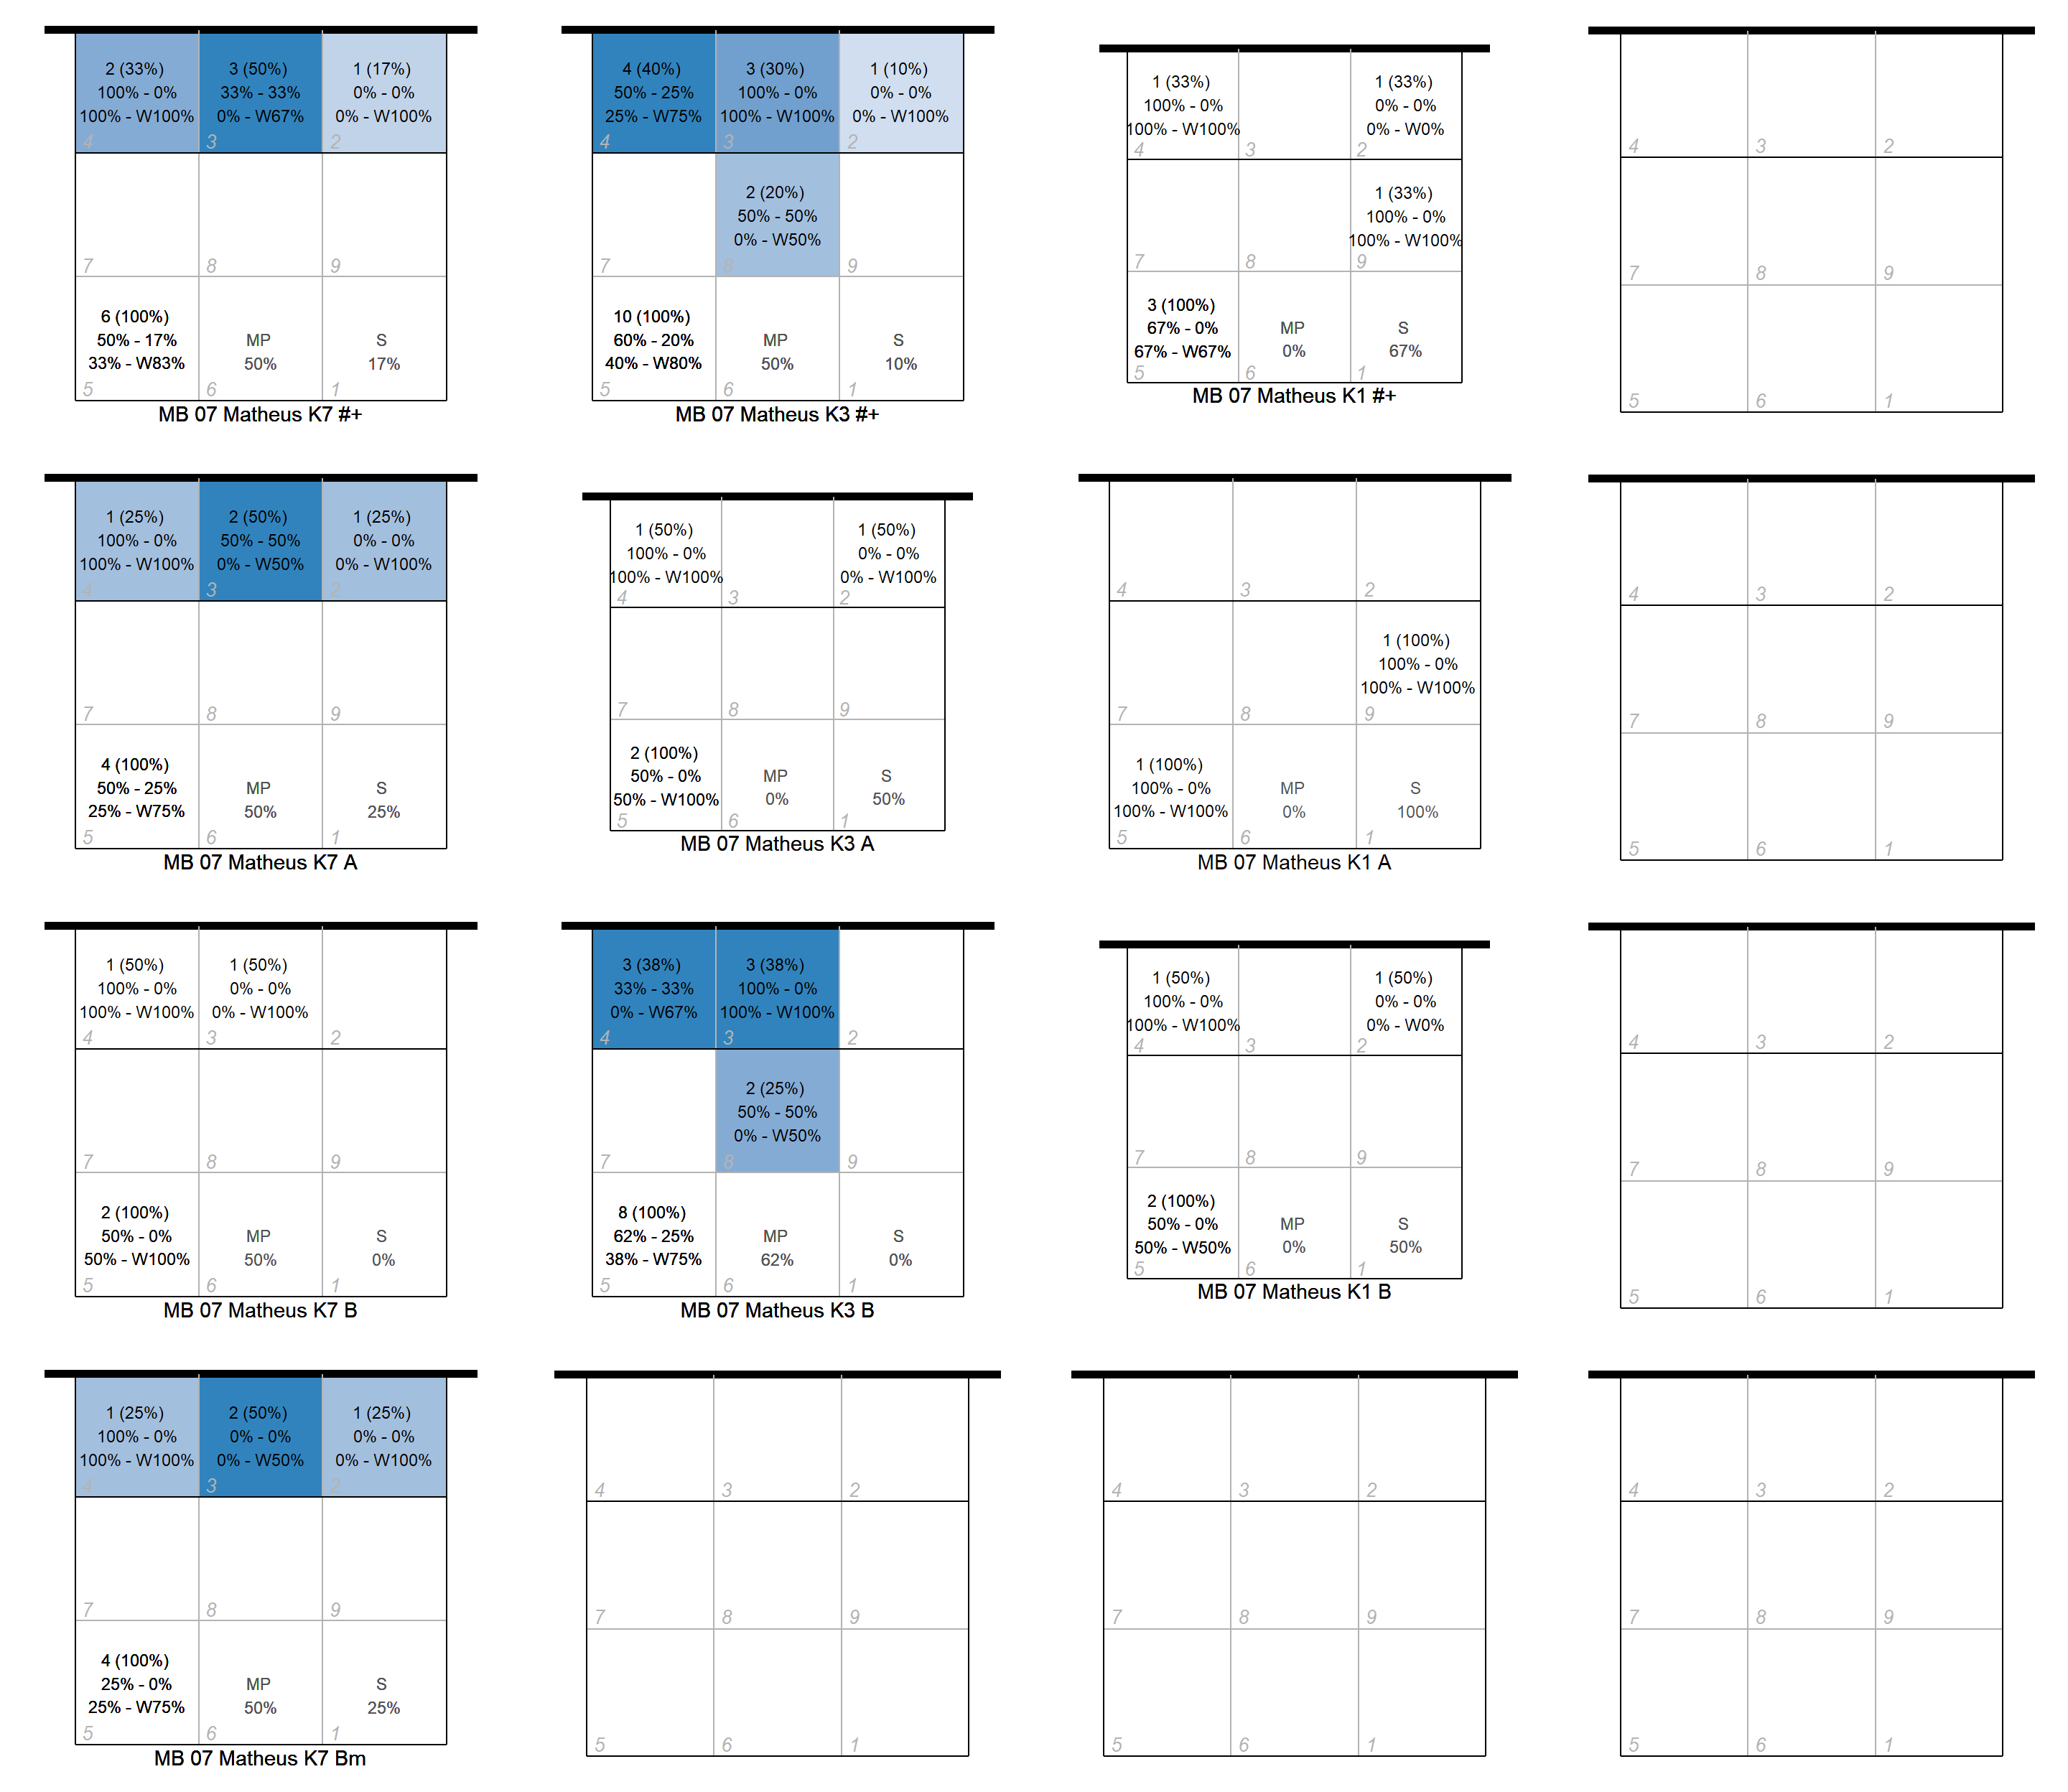 2 (33%)
100% - 0%
100% - W100%
4
3 (50%)
33% - 33%
0% - W67%
3
1 (17%)
0% - 0%
0% - W100%
2
7
8
9
6 (100%)
50% - 17%
33% - W83%
5
MP
50%
6
S
17%
1
MB 07 Matheus K7 #+
4 (40%)
50% - 25%
25% - W75%
4
3 (30%)
100% - 0%
100% - W100%
3
1 (10%)
0% - 0%
0% - W100%
2
7
2 (20%)
50% - 50%
0% - W50%
8
9
10 (100%)
60% - 20%
40% - W80%
5
MP
50%
6
S
10%
1
MB 07 Matheus K3 #+
1 (33%)
100% - 0%
100% - W100%
4
3
1 (33%)
0% - 0%
0% - W0%
2
7
8
1 (33%)
100% - 0%
100% - W100%
9
3 (100%)
67% - 0%
67% - W67%
5
MP
0%
6
S
67%
1
MB 07 Matheus K1 #+
4
3
2
7
8
9
5
6
1
1 (25%)
100% - 0%
100% - W100%
4
2 (50%)
50% - 50%
0% - W50%
3
1 (25%)
0% - 0%
0% - W100%
2
7
8
9
4 (100%)
50% - 25%
25% - W75%
5
MP
50%
6
S
25%
1
MB 07 Matheus K7 A
1 (50%)
100% - 0%
100% - W100%
4
3
1 (50%)
0% - 0%
0% - W100%
2
7
8
9
2 (100%)
50% - 0%
50% - W100%
5
MP
0%
6
S
50%
1
MB 07 Matheus K3 A
4
3
2
7
8
1 (100%)
100% - 0%
100% - W100%
9
1 (100%)
100% - 0%
100% - W100%
5
MP
0%
6
S
100%
1
MB 07 Matheus K1 A
4
3
2
7
8
9
5
6
1
1 (50%)
100% - 0%
100% - W100%
4
1 (50%)
0% - 0%
0% - W100%
3
2
7
8
9
2 (100%)
50% - 0%
50% - W100%
5
MP
50%
6
S
0%
1
MB 07 Matheus K7 B
3 (38%)
33% - 33%
0% - W67%
4
3 (38%)
100% - 0%
100% - W100%
3
2
7
2 (25%)
50% - 50%
0% - W50%
8
9
8 (100%)
62% - 25%
38% - W75%
5
MP
62%
6
S
0%
1
MB 07 Matheus K3 B
1 (50%)
100% - 0%
100% - W100%
4
3
1 (50%)
0% - 0%
0% - W0%
2
7
8
9
2 (100%)
50% - 0%
50% - W50%
5
MP
0%
6
S
50%
1
MB 07 Matheus K1 B
4
3
2
7
8
9
5
6
1
1 (25%)
100% - 0%
100% - W100%
4
2 (50%)
0% - 0%
0% - W50%
3
1 (25%)
0% - 0%
0% - W100%
2
7
8
9
4 (100%)
25% - 0%
25% - W75%
5
MP
50%
6
S
25%
1
MB 07 Matheus K7 Bm
4
3
2
7
8
9
5
6
1
4
3
2
7
8
9
5
6
1
4
3
2
7
8
9
5
6
1